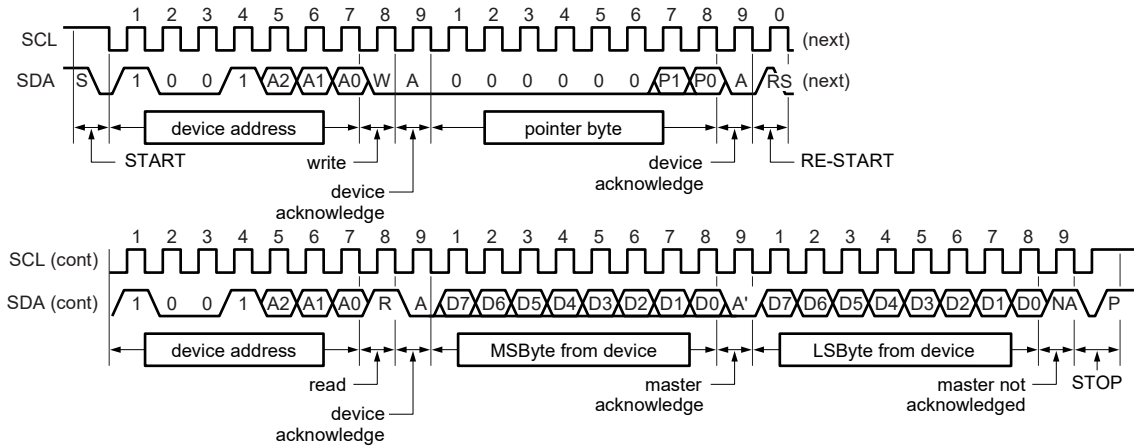 1 2 3 4 5 6 7 8 9 1 2 3 4 5 6 7 8 9 0
SCL (next)
SDA S 1 0 0 1 A2 A1 A0 W A 0 0 0 0 0 0 P1 P0 A RS (next)
device address pointer byte
START write device RE-START
acknowledge
device
acknowledge
1 2 3 4 5 6 7 8 9 1 2 3 4 5 6 7 8 9 1 2 3 4 5 6 7 8 9
SCL (cont)
SDA (cont) 1 0 0 1 A2 A1 A0 R A D7 D6 D5 D4 D3 D2 D1 D0 A' D7 D6 D5 D4 D3 D2 D1 D0 NA P
device address MSByte from device LSByte from device
read master master not STOP
acknowledge acknowledged
device
acknowledge